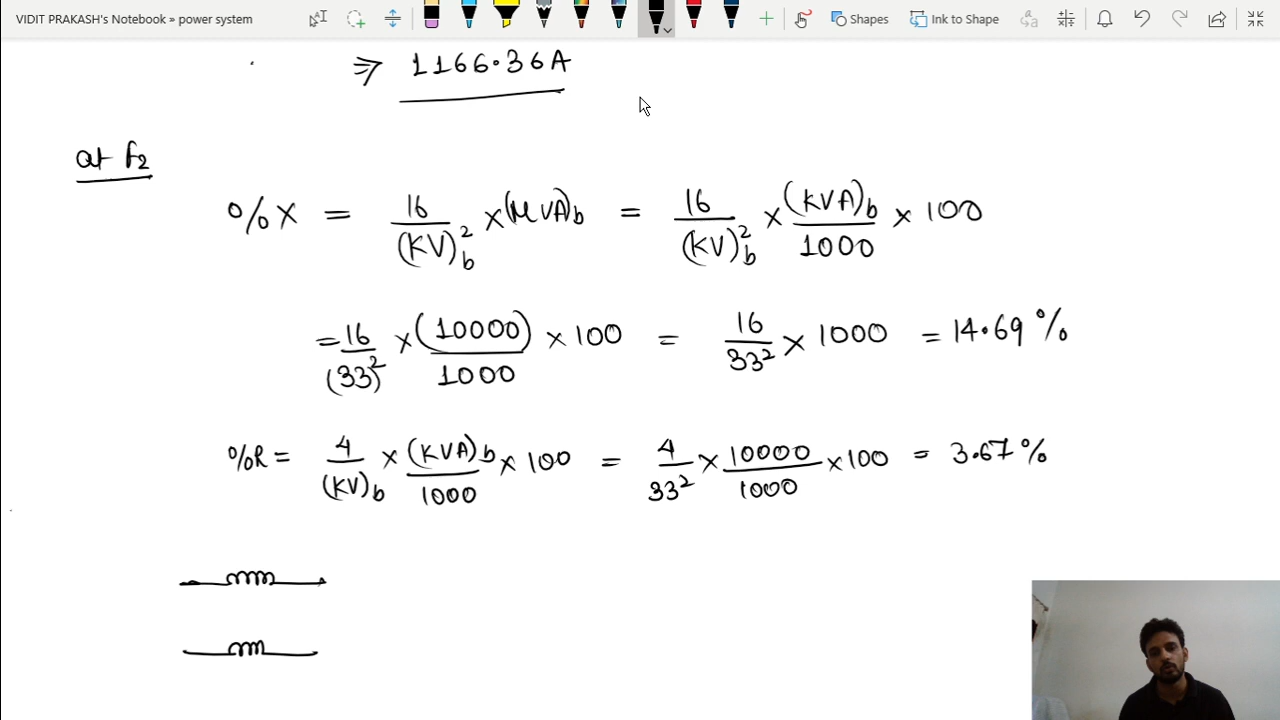 VIDIT PRAKASH's Notebook » power system
Shapes
Ink to Shape
⇒ 1166.36A
at F2
%X = 16/(KV)b² × (MVA)b = 16/(KV)b² × (KVA)b/1000 × 100
= 16/(33)² × (10000)/1000 × 100 = 16/33² × 1000 = 14.69 %
%R = 4/(KV)b × (KVA)b/1000 × 100 = 4/33² × 10000/1000 × 100 = 3.67 %